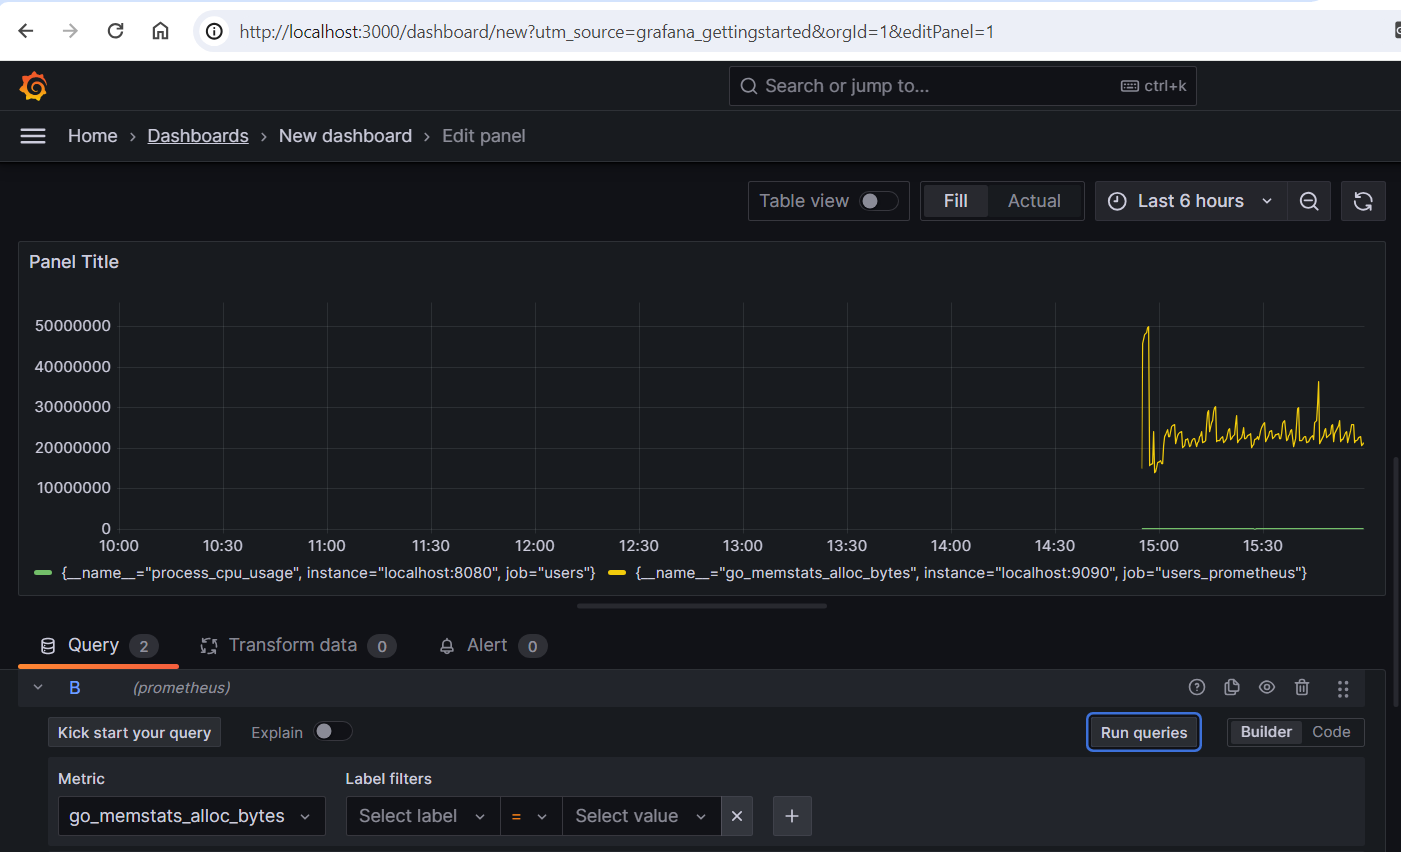 http://localhost:3000/dashboard/new?utm_source=grafana_gettingstarted&orgId=1&editPanel=1
Search or jump to... ctrl+k
Home › Dashboards › New dashboard › Edit panel
Table view Fill Actual Last 6 hours
Panel Title
50000000
40000000
30000000
20000000
10000000
0
10:00 10:30 11:00 11:30 12:00 12:30 13:00 13:30 14:00 14:30 15:00 15:30
{__name__="process_cpu_usage", instance="localhost:8080", job="users"} {__name__="go_memstats_alloc_bytes", instance="localhost:9090", job="users_prometheus"}
Query 2 Transform data 0 Alert 0
B (prometheus)
Kick start your query Explain Run queries Builder Code
Metric Label filters
go_memstats_alloc_bytes Select label = Select value